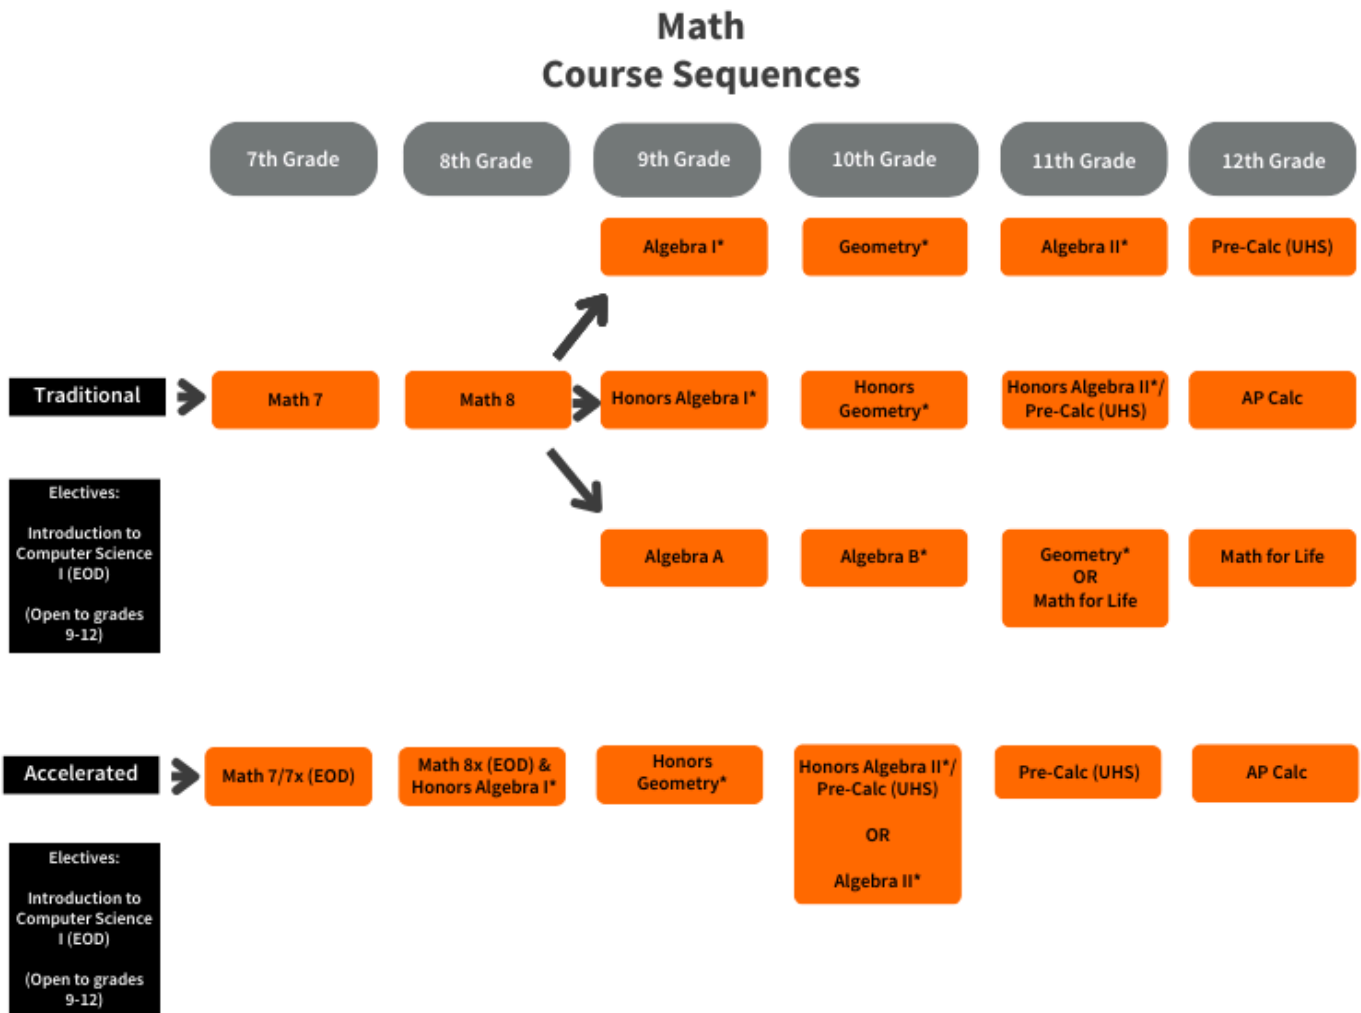 Math
Course Sequences
7th Grade
8th Grade
9th Grade
10th Grade
11th Grade
12th Grade
Algebra I*
Geometry*
Algebra II*
Pre-Calc (UHS)
Traditional
Math 7
Math 8
Honors Algebra I*
Honors
Geometry*
Honors Algebra II*/
Pre-Calc (UHS)
AP Calc
Electives:
Introduction to
Computer Science
I (EOD)
(Open to grades
9-12)
Algebra A
Algebra B*
Geometry*
OR
Math for Life
Math for Life
Accelerated
Math 7/7x (EOD)
Math 8x (EOD) &
Honors Algebra I*
Honors
Geometry*
Honors Algebra II*/
Pre-Calc (UHS)
OR
Algebra II*
Pre-Calc (UHS)
AP Calc
Electives:
Introduction to
Computer Science
I (EOD)
(Open to grades
9-12)